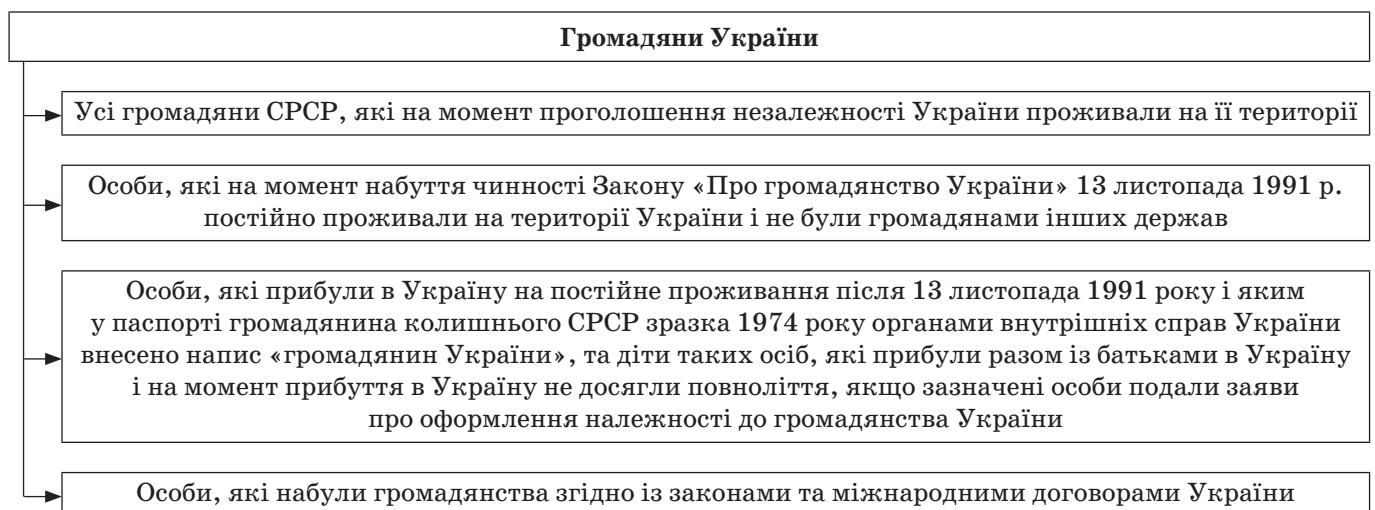 Громадяни України
Усі громадяни СРСР, які на момент проголошення незалежності України проживали на її території
Особи, які на момент набуття чинності Закону «Про громадянство України» 13 листопада 1991 р.
постійно проживали на території України і не були громадянами інших держав
Особи, які прибули в Україну на постійне проживання після 13 листопада 1991 року і яким
у паспорті громадянина колишнього СРСР зразка 1974 року органами внутрішніх справ України
внесено напис «громадянин України», та діти таких осіб, які прибули разом із батьками в Україну
і на момент прибуття в Україну не досягли повноліття, якщо зазначені особи подали заяви
про оформлення належності до громадянства України
Особи, які набули громадянства згідно із законами та міжнародними договорами України